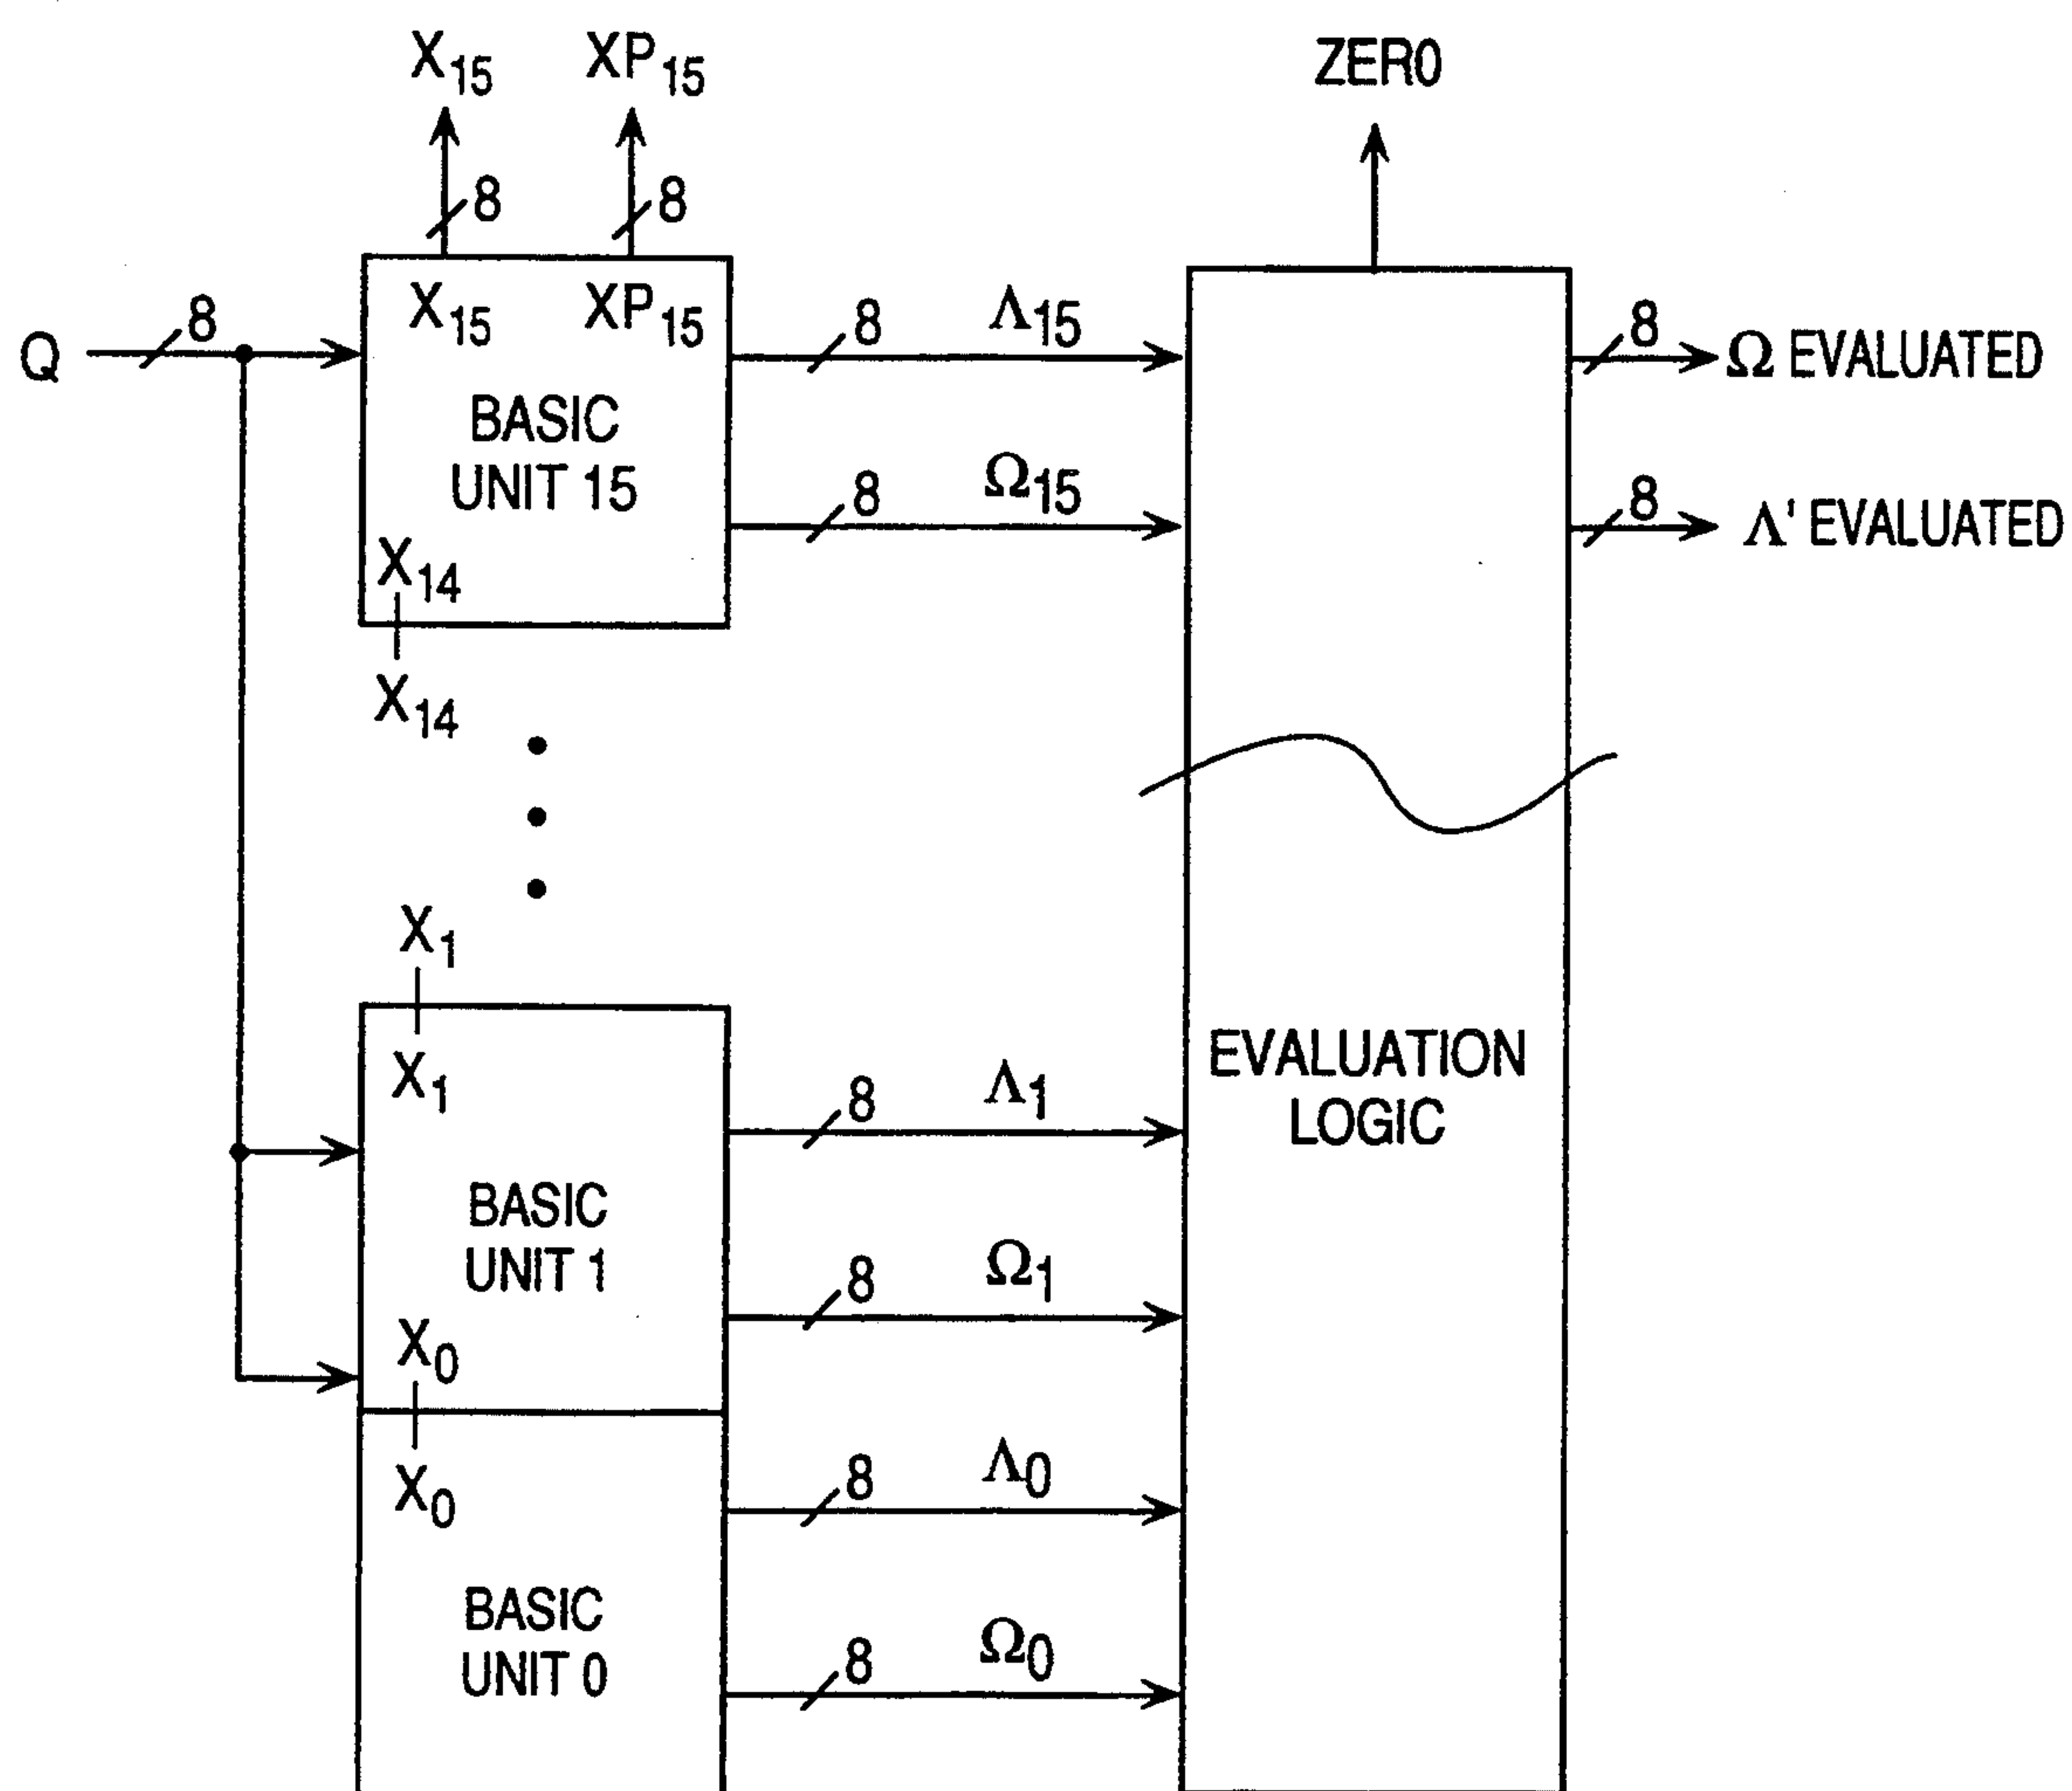 X15 XP15 ZERO
8 8
Q 8 X15 XP15 8 Λ15 8 Ω EVALUATED
BASIC
UNIT 15
8 Ω15 8 Λ' EVALUATED
X14
X14
X1
X1
8 Λ1
EVALUATION
LOGIC
BASIC
UNIT 1
8 Ω1
X0
X0
8 Λ0
BASIC
UNIT 0
8 Ω0